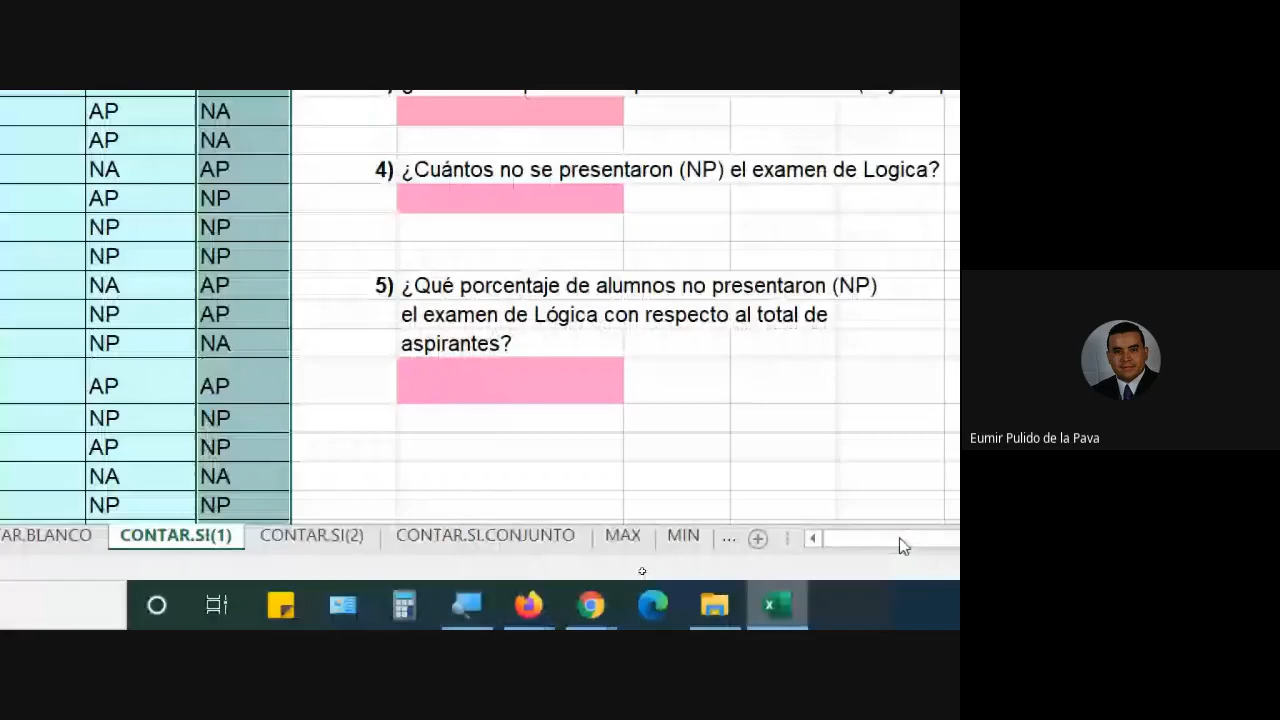 AP NA
AP NA
NA AP
4) ¿Cuántos no se presentaron (NP) el examen de Logica?
AP NP
NP NP
NP NP
NA AP
5) ¿Qué porcentaje de alumnos no presentaron (NP)
NP AP
el examen de Lógica con respecto al total de
NP NA
aspirantes?
AP AP
NP NP
AP NP
NA NA
NP NP
AR.BLANCO CONTAR.SI(1) CONTAR.SI(2) CONTAR.SI.CONJUNTO MAX MIN ...
Eumir Pulido de la Pava